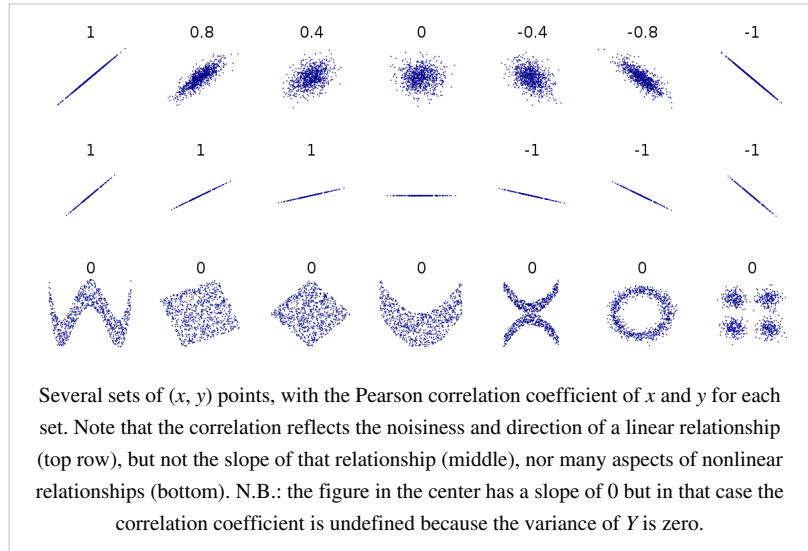 1 0.8 0.4 0 -0.4 -0.8 -1
1 1 1 -1 -1 -1
0 0 0 0 0 0 0
Several sets of (x, y) points, with the Pearson correlation coefficient of x and y for each
set. Note that the correlation reflects the noisiness and direction of a linear relationship
(top row), but not the slope of that relationship (middle), nor many aspects of nonlinear
relationships (bottom). N.B.: the figure in the center has a slope of 0 but in that case the
correlation coefficient is undefined because the variance of Y is zero.